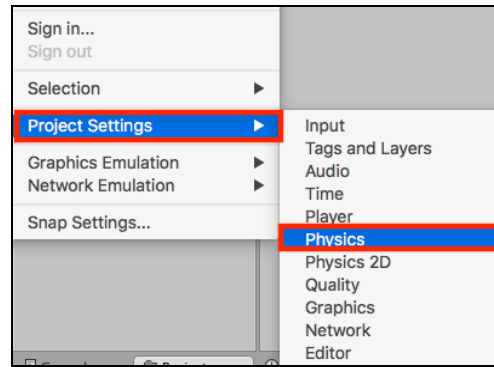 Sign in...
Sign out
Selection
Project Settings
Graphics Emulation
Network Emulation
Snap Settings...
Input
Tags and Layers
Audio
Time
Player
Physics
Physics 2D
Quality
Graphics
Network
Editor